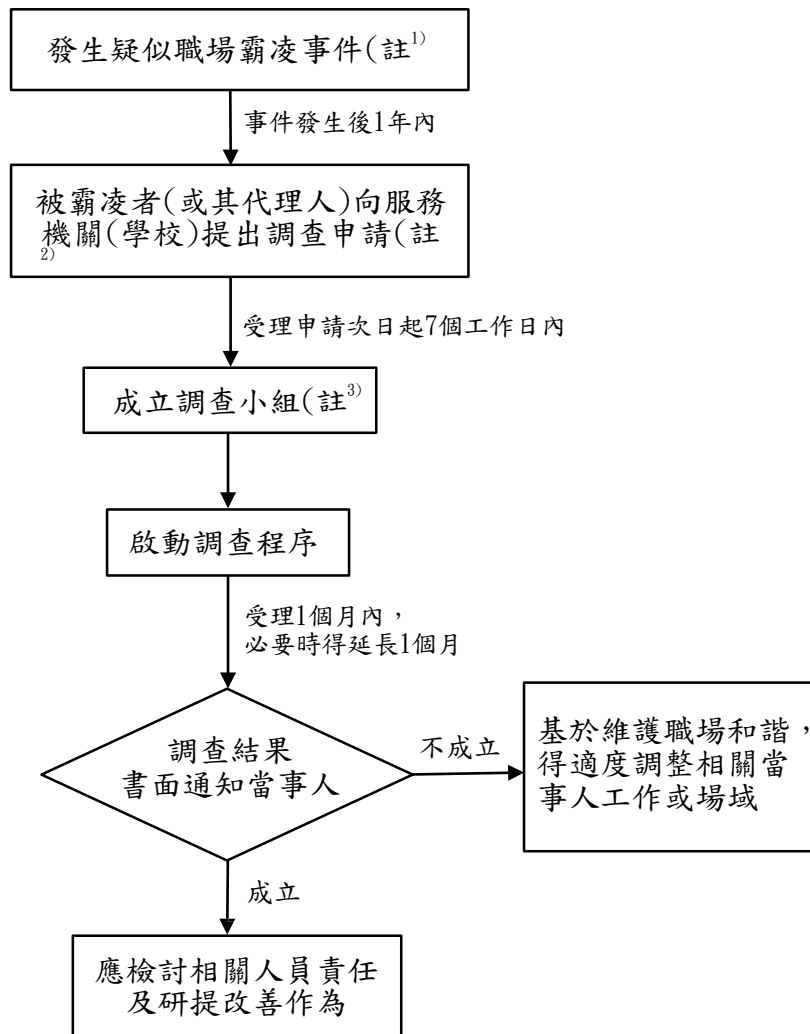 發生疑似職場霸凌事件(註1)
事件發生後1年內
被霸凌者(或其代理人)向服務
機關(學校)提出調查申請(註
2)
受理申請次日起7個工作日內
成立調查小組(註3)
啟動調查程序
受理1個月內，
必要時得延長1個月
調查結果
書面通知當事人
不成立
基於維護職場和諧，
得適度調整相關當
事人工作或場域
成立
應檢討相關人員責任
及研提改善作為